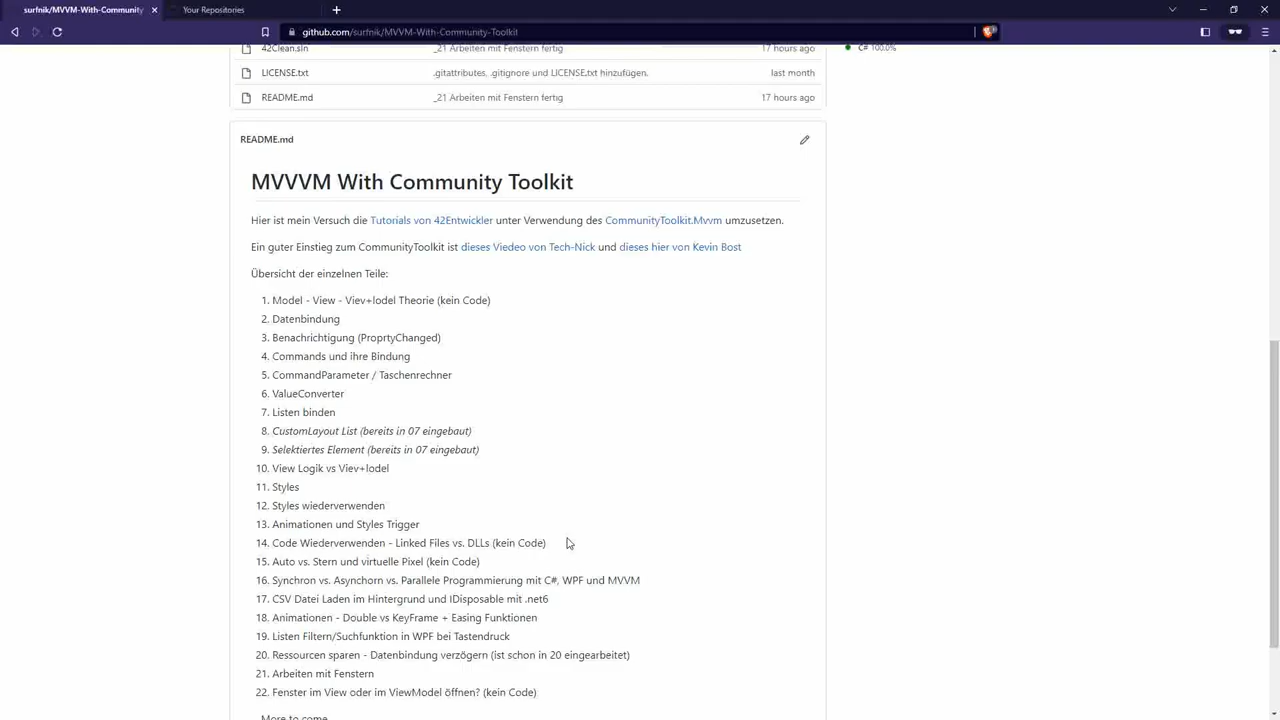 surfnik/MVVM-With-Community
Your Repositories
github.com/surfnik/MVVM-With-Community-Toolkit
42Clean.sln _21 Arbeiten mit Fenstern fertig 17 hours ago
C# 100.0%
LICENSE.txt .gitattributes, .gitignore und LICENSE.txt hinzufügen. last month
README.md _21 Arbeiten mit Fenstern fertig 17 hours ago
README.md
MVVVM With Community Toolkit
Hier ist mein Versuch die Tutorials von 42Entwickler unter Verwendung des CommunityToolkit.Mvvm umzusetzen.
Ein guter Einstieg zum CommunityToolkit ist dieses Viedeo von Tech-Nick und dieses hier von Kevin Bost
Übersicht der einzelnen Teile:
1. Model - View - Viev+lodel Theorie (kein Code)
2. Datenbindung
3. Benachrichtigung (ProprtyChanged)
4. Commands und ihre Bindung
5. CommandParameter / Taschenrechner
6. ValueConverter
7. Listen binden
8. CustomLayout List (bereits in 07 eingebaut)
9. Selektiertes Element (bereits in 07 eingebaut)
10. View Logik vs Viev+lodel
11. Styles
12. Styles wiederverwenden
13. Animationen und Styles Trigger
14. Code Wiederverwenden - Linked Files vs. DLLs (kein Code)
15. Auto vs. Stern und virtuelle Pixel (kein Code)
16. Synchron vs. Asynchorn vs. Parallele Programmierung mit C#, WPF und MVVM
17. CSV Datei Laden im Hintergrund und IDisposable mit .net6
18. Animationen - Double vs KeyFrame + Easing Funktionen
19. Listen Filtern/Suchfunktion in WPF bei Tastendruck
20. Ressourcen sparen - Datenbindung verzögern (ist schon in 20 eingearbeitet)
21. Arbeiten mit Fenstern
22. Fenster im View oder im ViewModel öffnen? (kein Code)
More to come